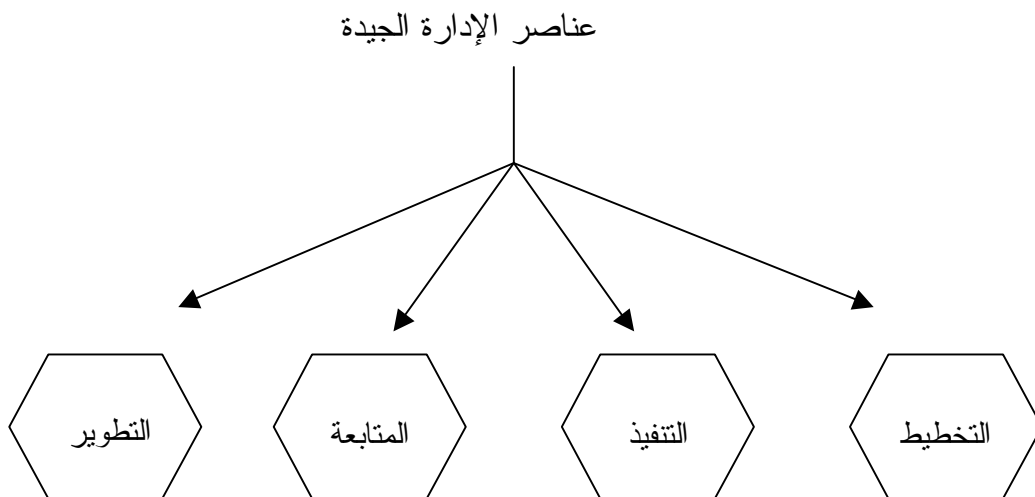 عناصر الإدارة الجيدة
التخطيط
التنفيذ
المتابعة
التطوير